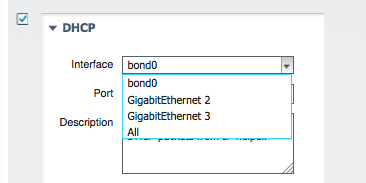 DHCP
Interface bond0
bond0
GigabitEthernet 2
GigabitEthernet 3
All
Port
Description